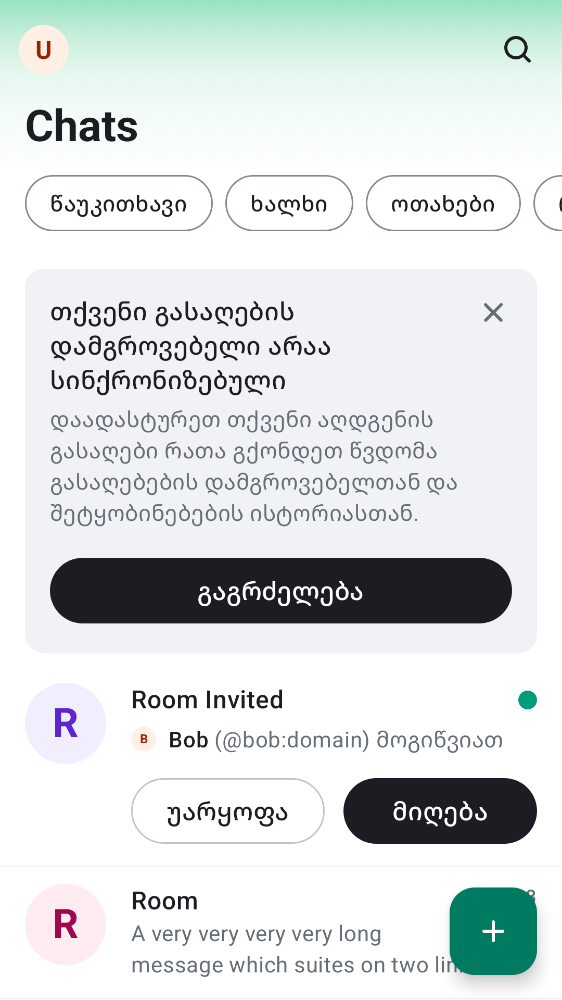 U
Chats
წაუკითხავი
ხალხი
ოთახები
თქვენი გასაღების
დამგროვებელი არაა
სინქრონიზებული
დაადასტურეთ თქვენი აღდგენის
გასაღები რათა გქონდეთ წვდომა
გასაღებების დამგროვებელთან და
შეტყობინებების ისტორიასთან.
გაგრძელება
R
Room Invited
B Bob (@bob:domain) მოგიწვიათ
უარყოფა
მიღება
R
Room
A very very very very long
message which suites on two